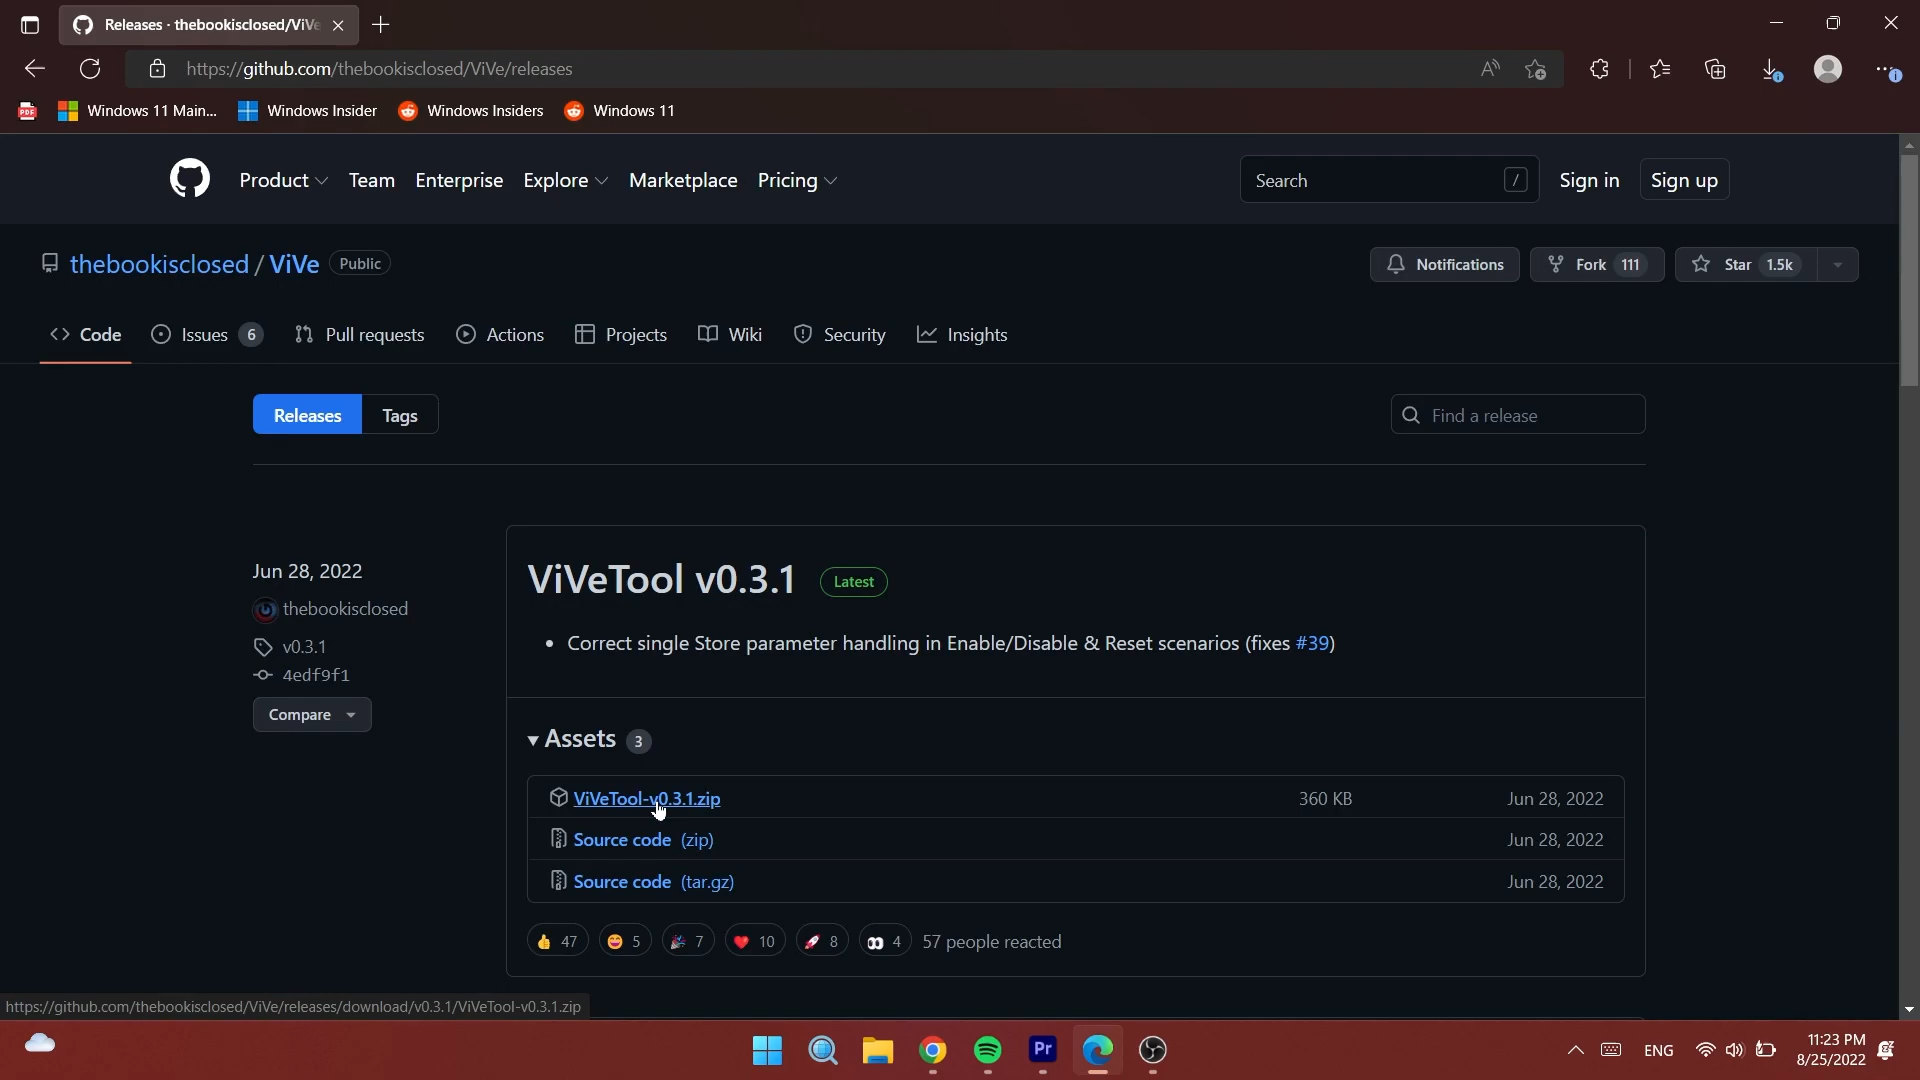 Releases · thebookisclosed/ViVe
https://github.com/thebookisclosed/ViVe/releases
PDF
Windows 11 Main...
Windows Insider
Windows Insiders
Windows 11
Product
Team
Enterprise
Explore
Marketplace
Pricing
Search
/
Sign in
Sign up
thebookisclosed / ViVe
Public
Notifications
Fork 111
Star 1.5k
Code
Issues 6
Pull requests
Actions
Projects
Wiki
Security
Insights
Releases
Tags
Find a release
Jun 28, 2022
thebookisclosed
v0.3.1
4edf9f1
Compare
ViVeTool v0.3.1
Latest
• Correct single Store parameter handling in Enable/Disable & Reset scenarios (fixes #39)
Assets 3
ViVeTool-v0.3.1.zip
360 KB
Jun 28, 2022
Source code (zip)
Jun 28, 2022
Source code (tar.gz)
Jun 28, 2022
👍 47
😄 5
🎉 7
❤️ 10
🚀 8
👀 4
57 people reacted
https://github.com/thebookisclosed/ViVe/releases/download/v0.3.1/ViVeTool-v0.3.1.zip
Pr
ENG
11:23 PM
8/25/2022